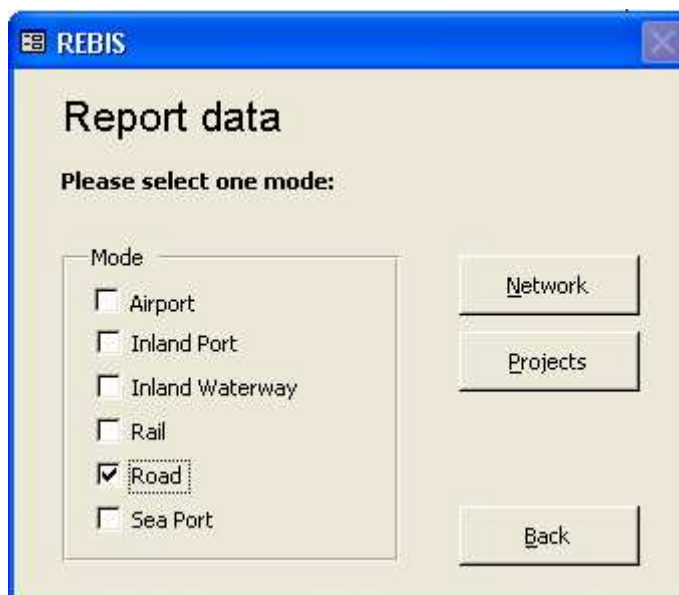 REBIS
Report data
Please select one mode:
Mode
Airport
Inland Port
Inland Waterway
Rail
Road
Sea Port
Network
Projects
Back